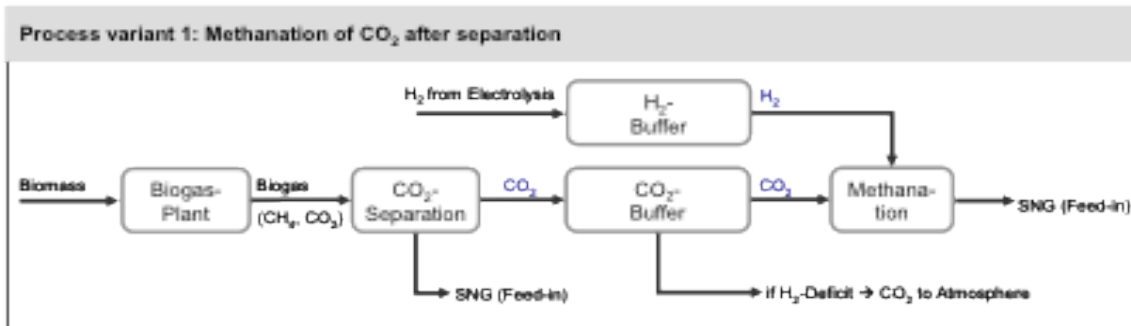 Process variant 1: Methanation of CO₂ after separation
H₂ from Electrolysis
H₂-
Buffer
H₂
Biomass
Biogas-
Plant
Biogas
(CH₄, CO₂)
CO₂-
Separation
CO₂
CO₂-
Buffer
CO₂
Methana-
tion
SNG (Feed-in)
SNG (Feed-in)
if H₂-Deficit → CO₂ to Atmosphere